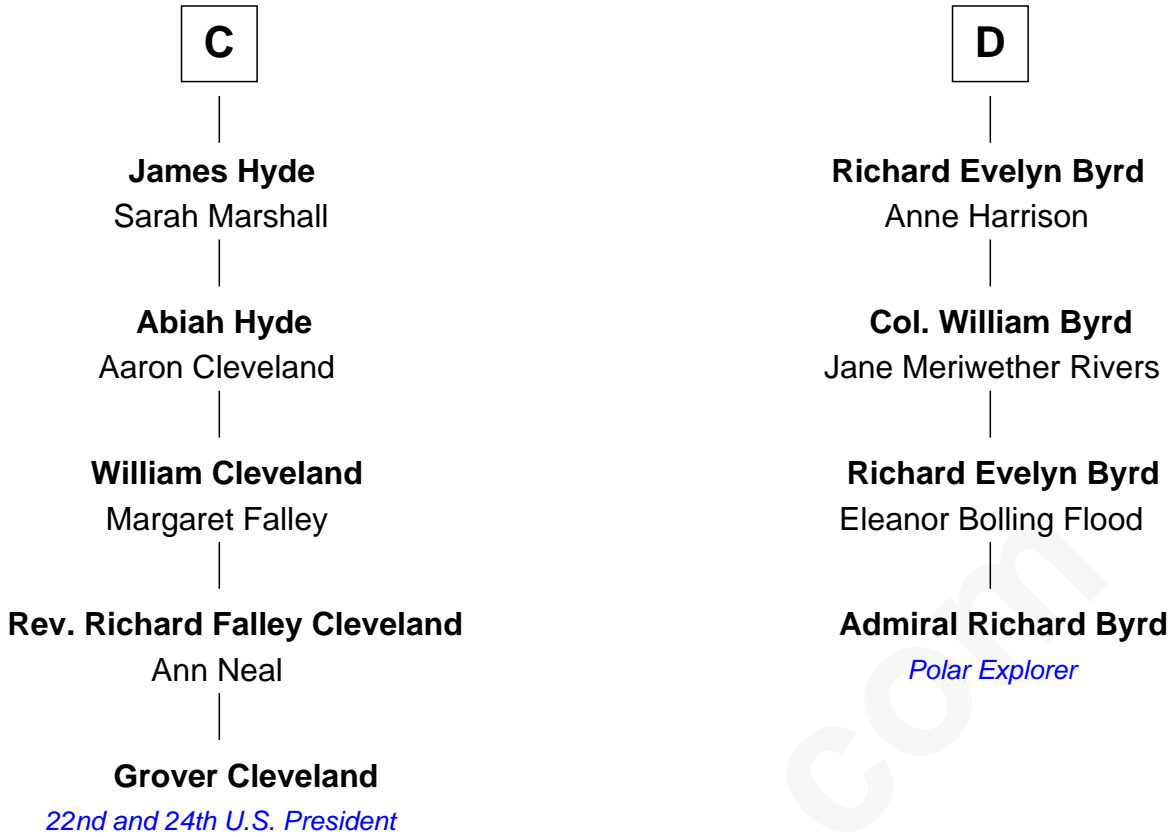 C
James Hyde
Sarah Marshall
Abiah Hyde
Aaron Cleveland
William Cleveland
Margaret Falley
Rev. Richard Falley Cleveland
Ann Neal
Grover Cleveland
22nd and 24th U.S. President
D
Richard Evelyn Byrd
Anne Harrison
Col. William Byrd
Jane Meriwether Rivers
Richard Evelyn Byrd
Eleanor Bolling Flood
Admiral Richard Byrd
Polar Explorer
com